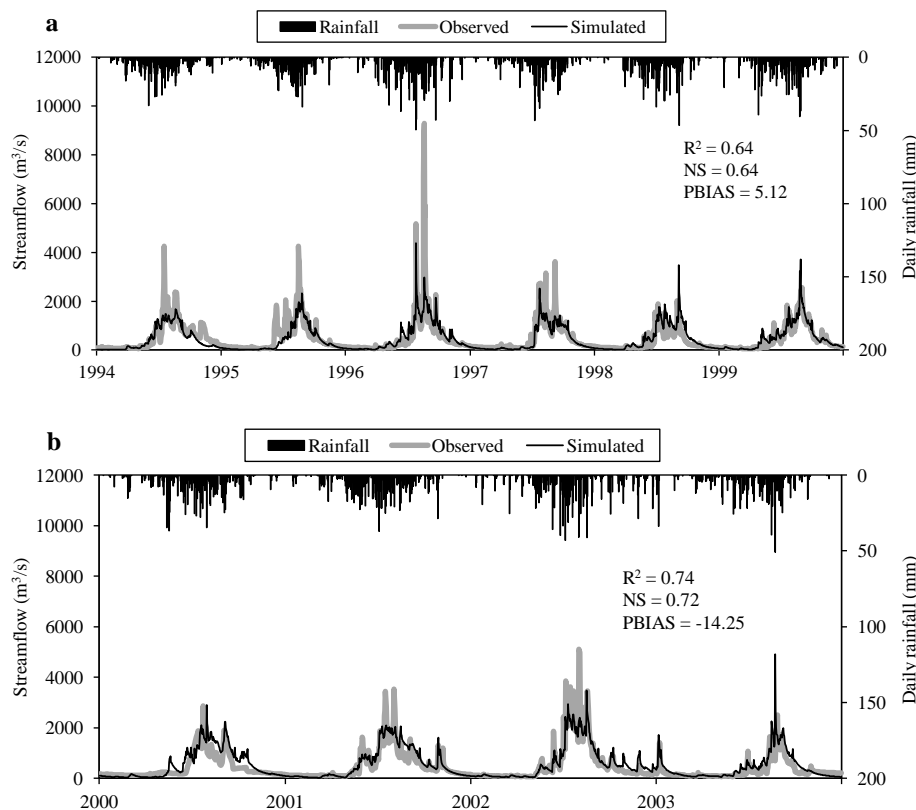 a
Rainfall Observed Simulated
12000 0
10000 50
8000
6000 100
4000 150
2000
0 200
Streamflow (m³/s)
Daily rainfall (mm)
R² = 0.64
NS = 0.64
PBIAS = 5.12
1994 1995 1996 1997 1998 1999
b
Rainfall Observed Simulated
12000 0
10000 50
8000
6000 100
4000 150
2000
0 200
Streamflow (m³/s)
Daily rainfall (mm)
R² = 0.74
NS = 0.72
PBIAS = -14.25
2000 2001 2002 2003